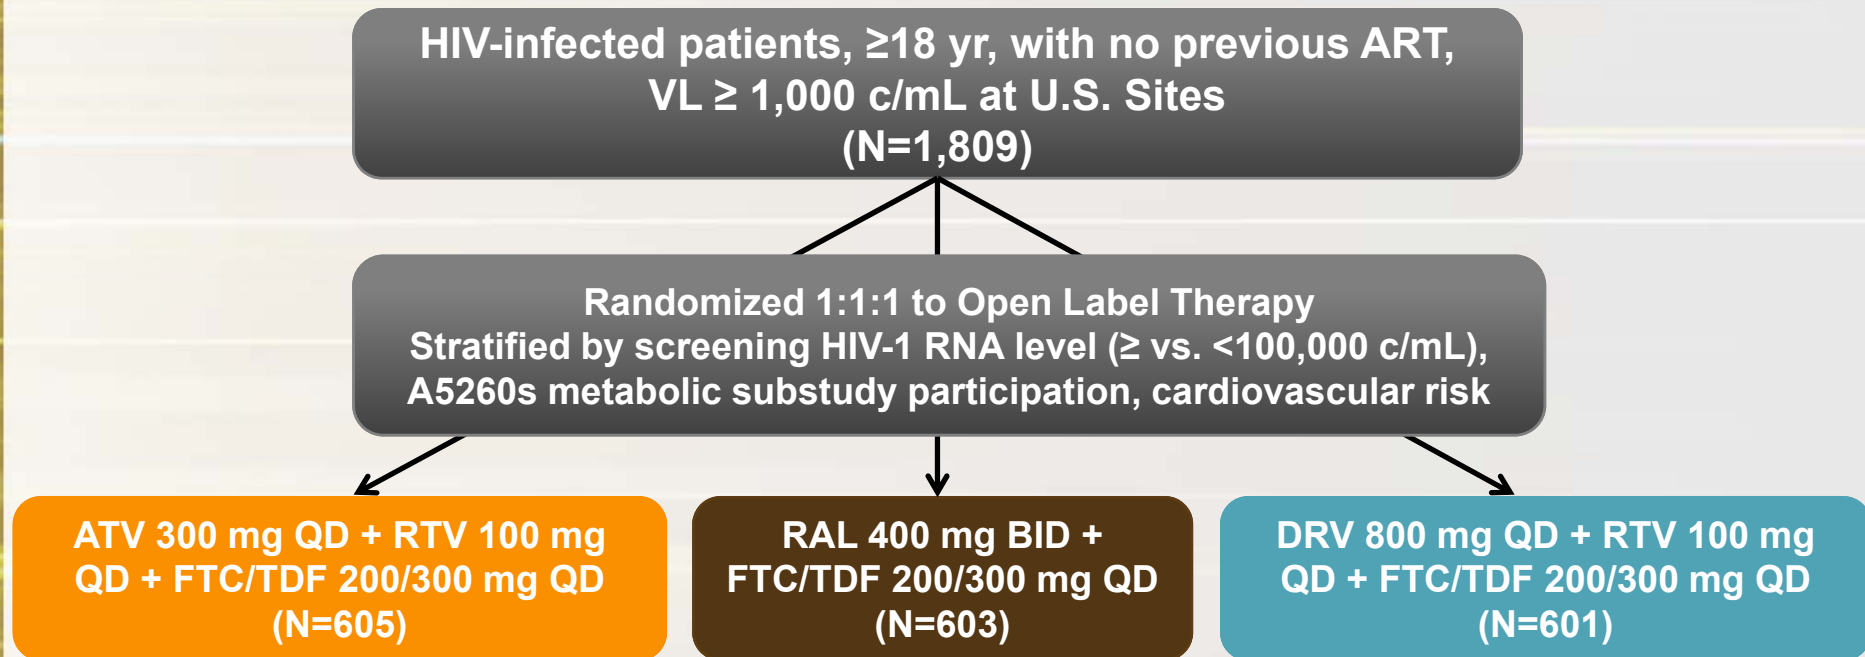 HIV-infected patients, ≥18 yr, with no previous ART,
VL ≥ 1,000 c/mL at U.S. Sites
(N=1,809)
Randomized 1:1:1 to Open Label Therapy
Stratified by screening HIV-1 RNA level (≥ vs. <100,000 c/mL),
A5260s metabolic substudy participation, cardiovascular risk
ATV 300 mg QD + RTV 100 mg
QD + FTC/TDF 200/300 mg QD
(N=605)
RAL 400 mg BID +
FTC/TDF 200/300 mg QD
(N=603)
DRV 800 mg QD + RTV 100 mg
QD + FTC/TDF 200/300 mg QD
(N=601)